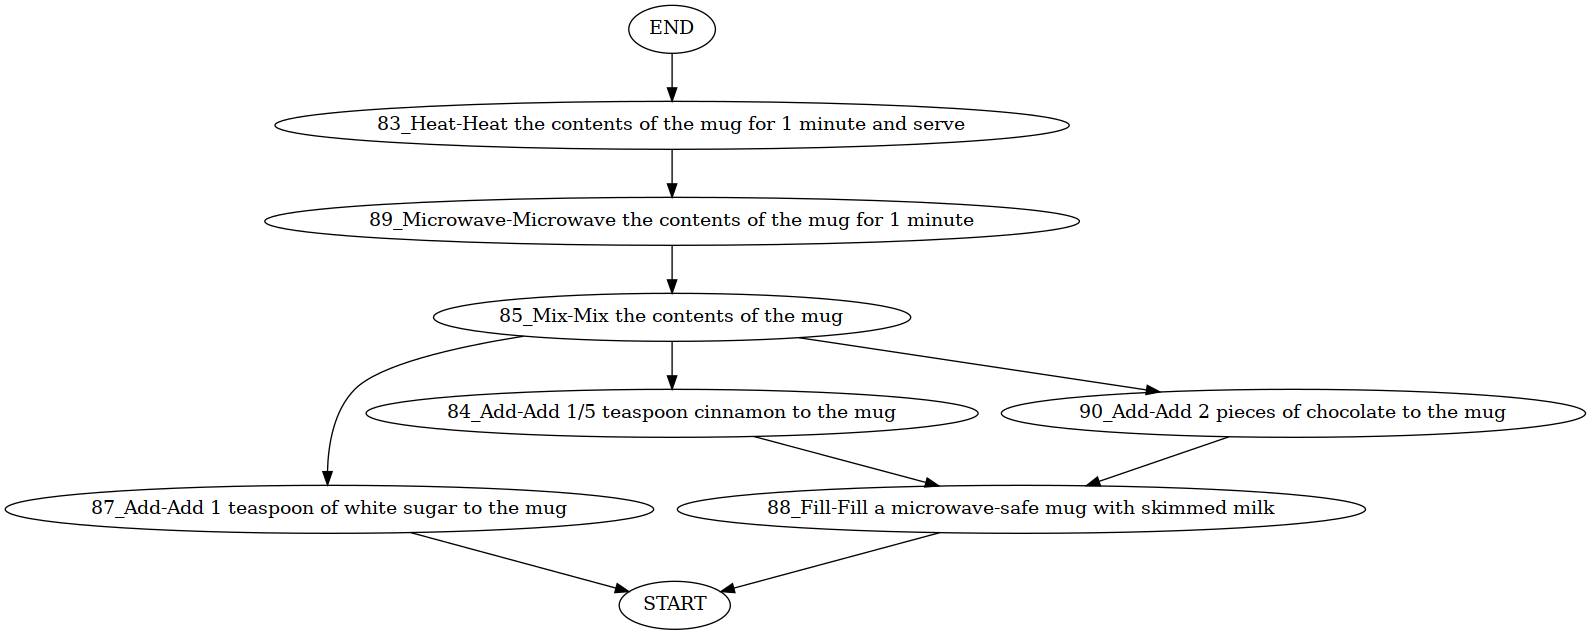 END
83_Heat-Heat the contents of the mug for 1 minute and serve
89_Microwave-Microwave the contents of the mug for 1 minute
85_Mix-Mix the contents of the mug
84_Add-Add 1/5 teaspoon cinnamon to the mug
90_Add-Add 2 pieces of chocolate to the mug
87_Add-Add 1 teaspoon of white sugar to the mug
88_Fill-Fill a microwave-safe mug with skimmed milk
START